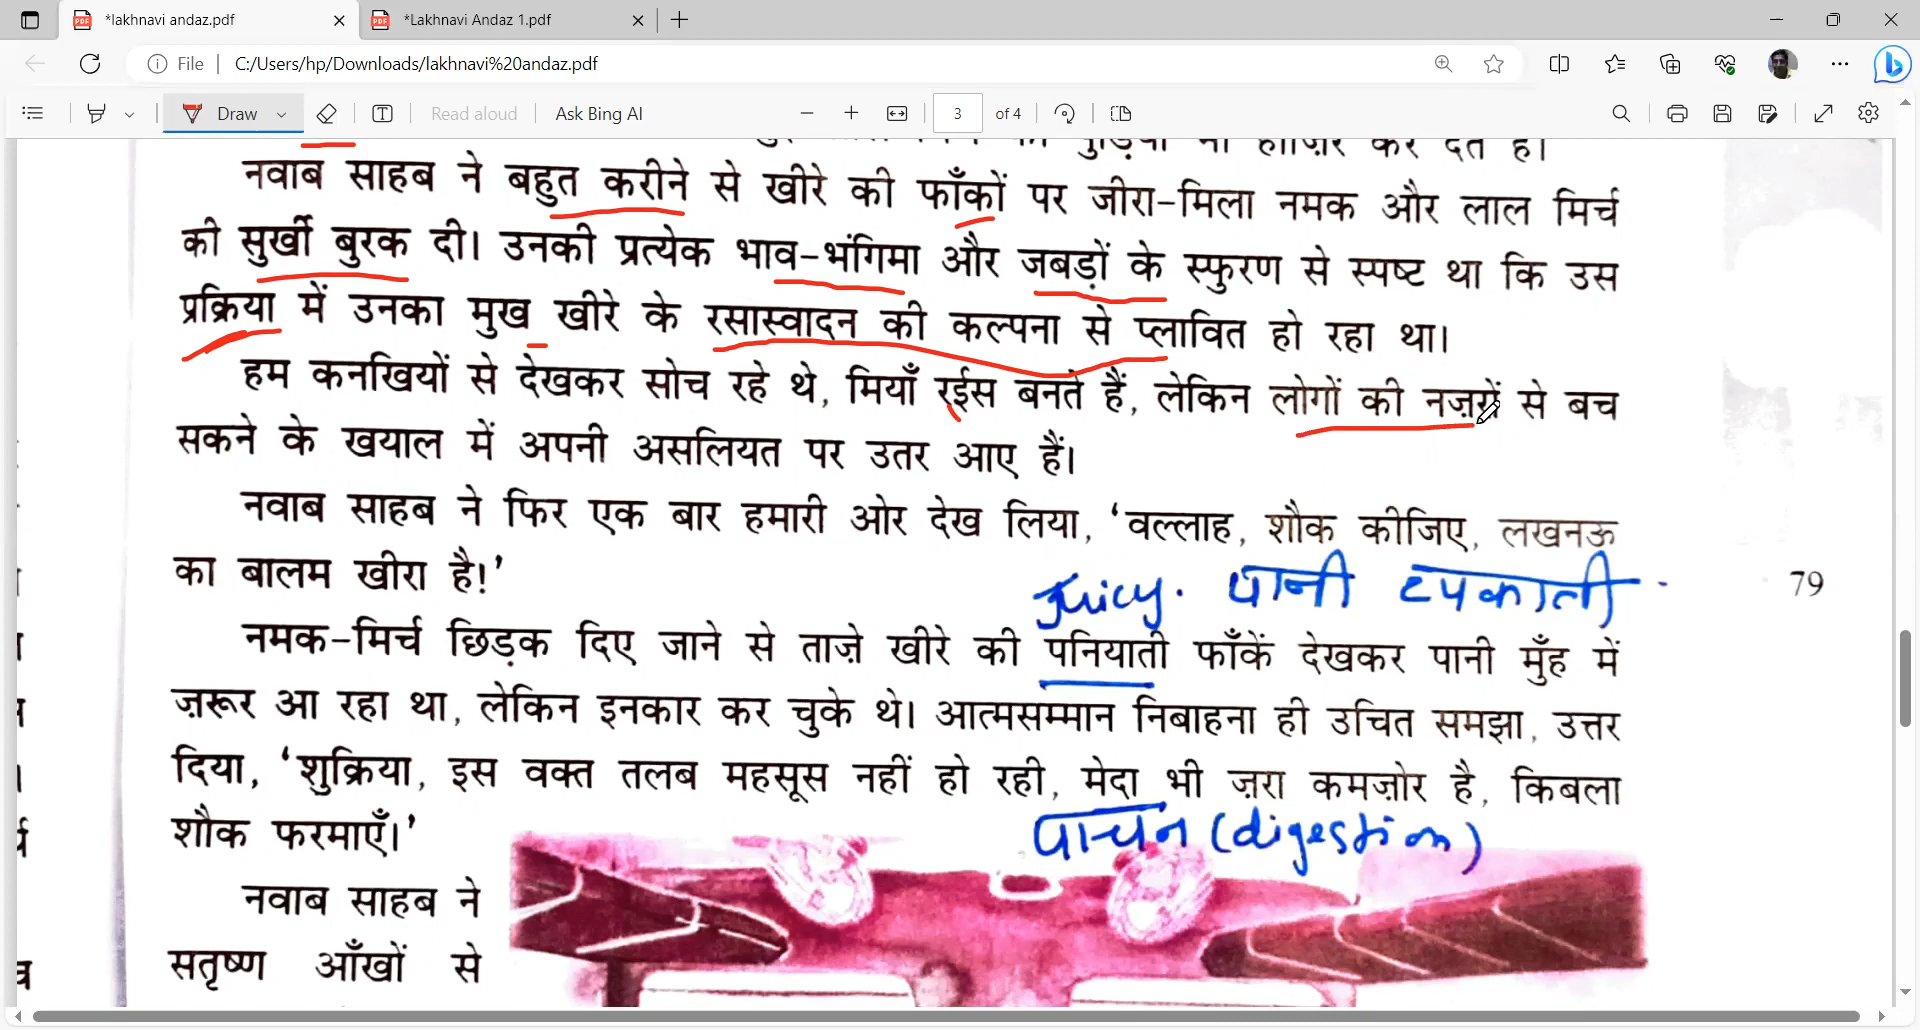 *lakhnavi andaz.pdf
*Lakhnavi Andaz 1.pdf
File
C:/Users/hp/Downloads/lakhnavi%20andaz.pdf
Draw
Read aloud
Ask Bing AI
3
of 4
नवाब साहब ने बहुत करीने से खीरे की फाँकों पर जीरा-मिला नमक और लाल मिर्च
की सुर्खी बुरक दी। उनकी प्रत्येक भाव-भंगिमा और जबड़ों के स्फुरण से स्पष्ट था कि उस
प्रक्रिया में उनका मुख खीरे के रसास्वादन की कल्पना से प्लावित हो रहा था।
हम कनखियों से देखकर सोच रहे थे, मियाँ रईस बनते हैं, लेकिन लोगों की नज़रों से बच
सकने के खयाल में अपनी असलियत पर उतर आए हैं।
नवाब साहब ने फिर एक बार हमारी ओर देख लिया, ‘वल्लाह, शौक कीजिए, लखनऊ
का बालम खीरा है!’
Juicy. पानी टपकाती
79
नमक-मिर्च छिड़क दिए जाने से ताज़े खीरे की पनियाती फाँकें देखकर पानी मुँह में
ज़रूर आ रहा था, लेकिन इनकार कर चुके थे। आत्मसम्मान निबाहना ही उचित समझा, उत्तर
दिया, ‘शुक्रिया, इस वक्त तलब महसूस नहीं हो रही, मेदा भी ज़रा कमज़ोर है, किबला
शौक फरमाएँ।’
पाचन (digestion)
नवाब साहब ने
सतृष्ण आँखों से